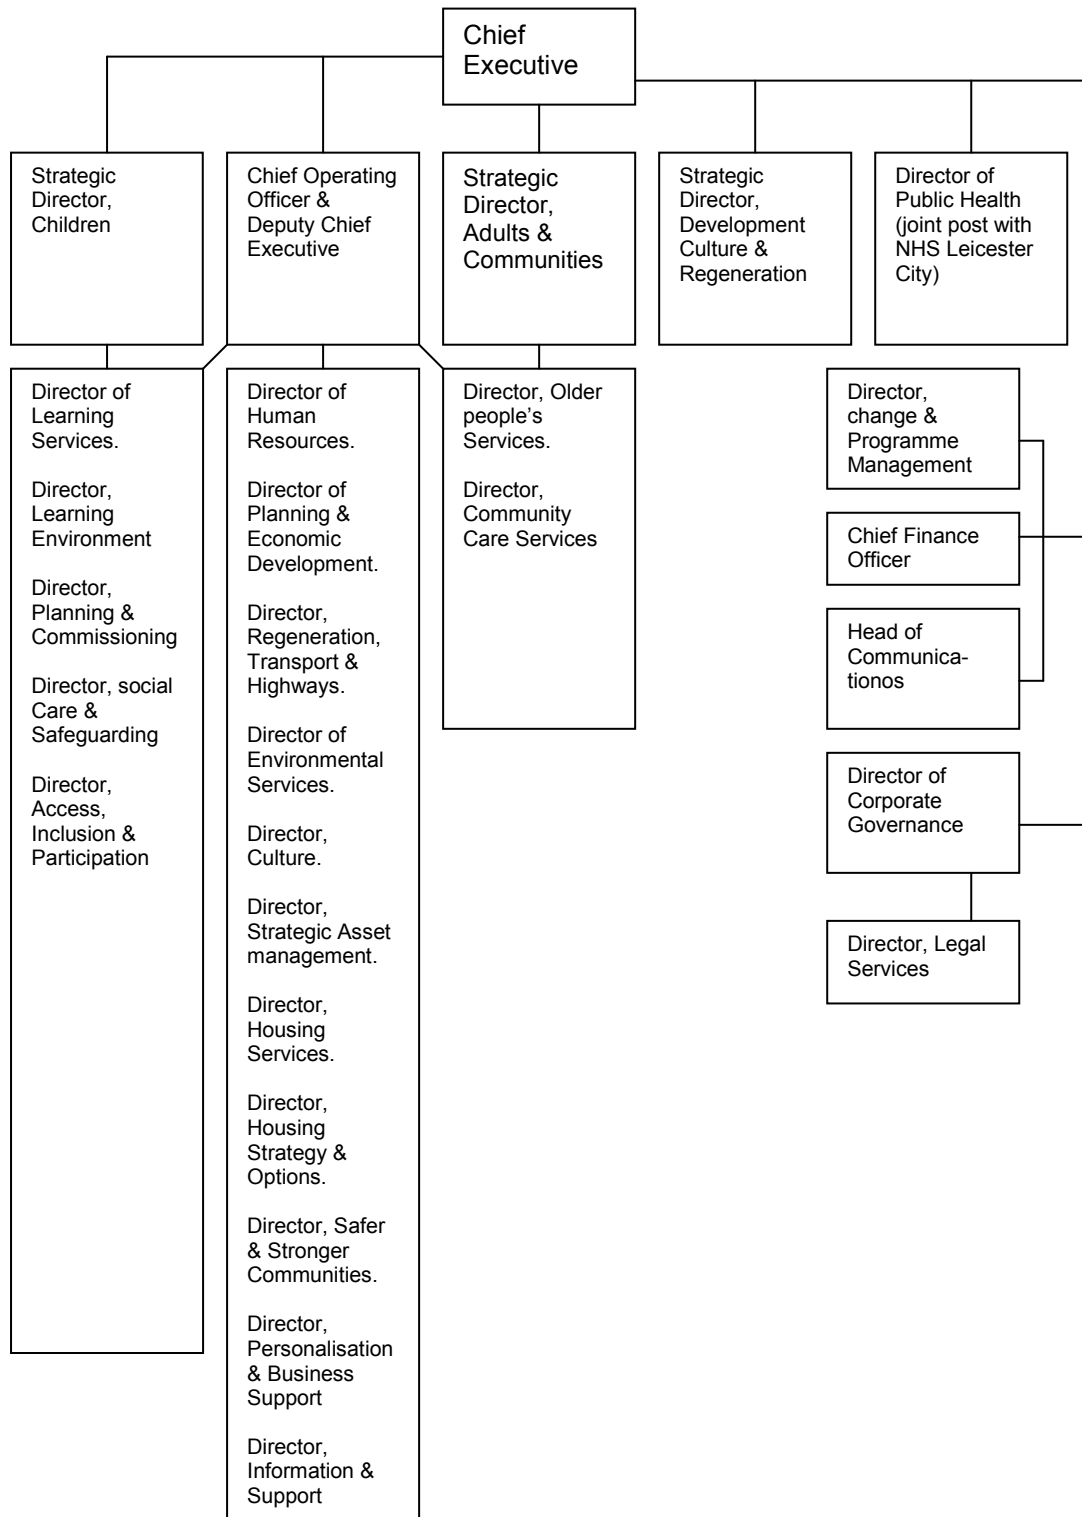 Chief
Executive
Strategic
Director,
Children
Chief Operating
Officer &
Deputy Chief
Executive
Strategic
Director,
Adults &
Communities
Strategic
Director,
Development
Culture &
Regeneration
Director of
Public Health
(joint post with
NHS Leicester
City)
Director of
Learning
Services.
Director,
Learning
Environment
Director,
Planning &
Commissioning
Director, social
Care &
Safeguarding
Director,
Access,
Inclusion &
Participation
Director of
Human
Resources.
Director of
Planning &
Economic
Development.
Director,
Regeneration,
Transport &
Highways.
Director of
Environmental
Services.
Director,
Culture.
Director,
Strategic Asset
management.
Director,
Housing
Services.
Director,
Housing
Strategy &
Options.
Director, Safer
& Stronger
Communities.
Director,
Personalisation
& Business
Support
Director,
Information &
Support
Director, Older
people's
Services.
Director,
Community
Care Services
Director,
change &
Programme
Management
Chief Finance
Officer
Head of
Communica-
tionos
Director of
Corporate
Governance
Director, Legal
Services